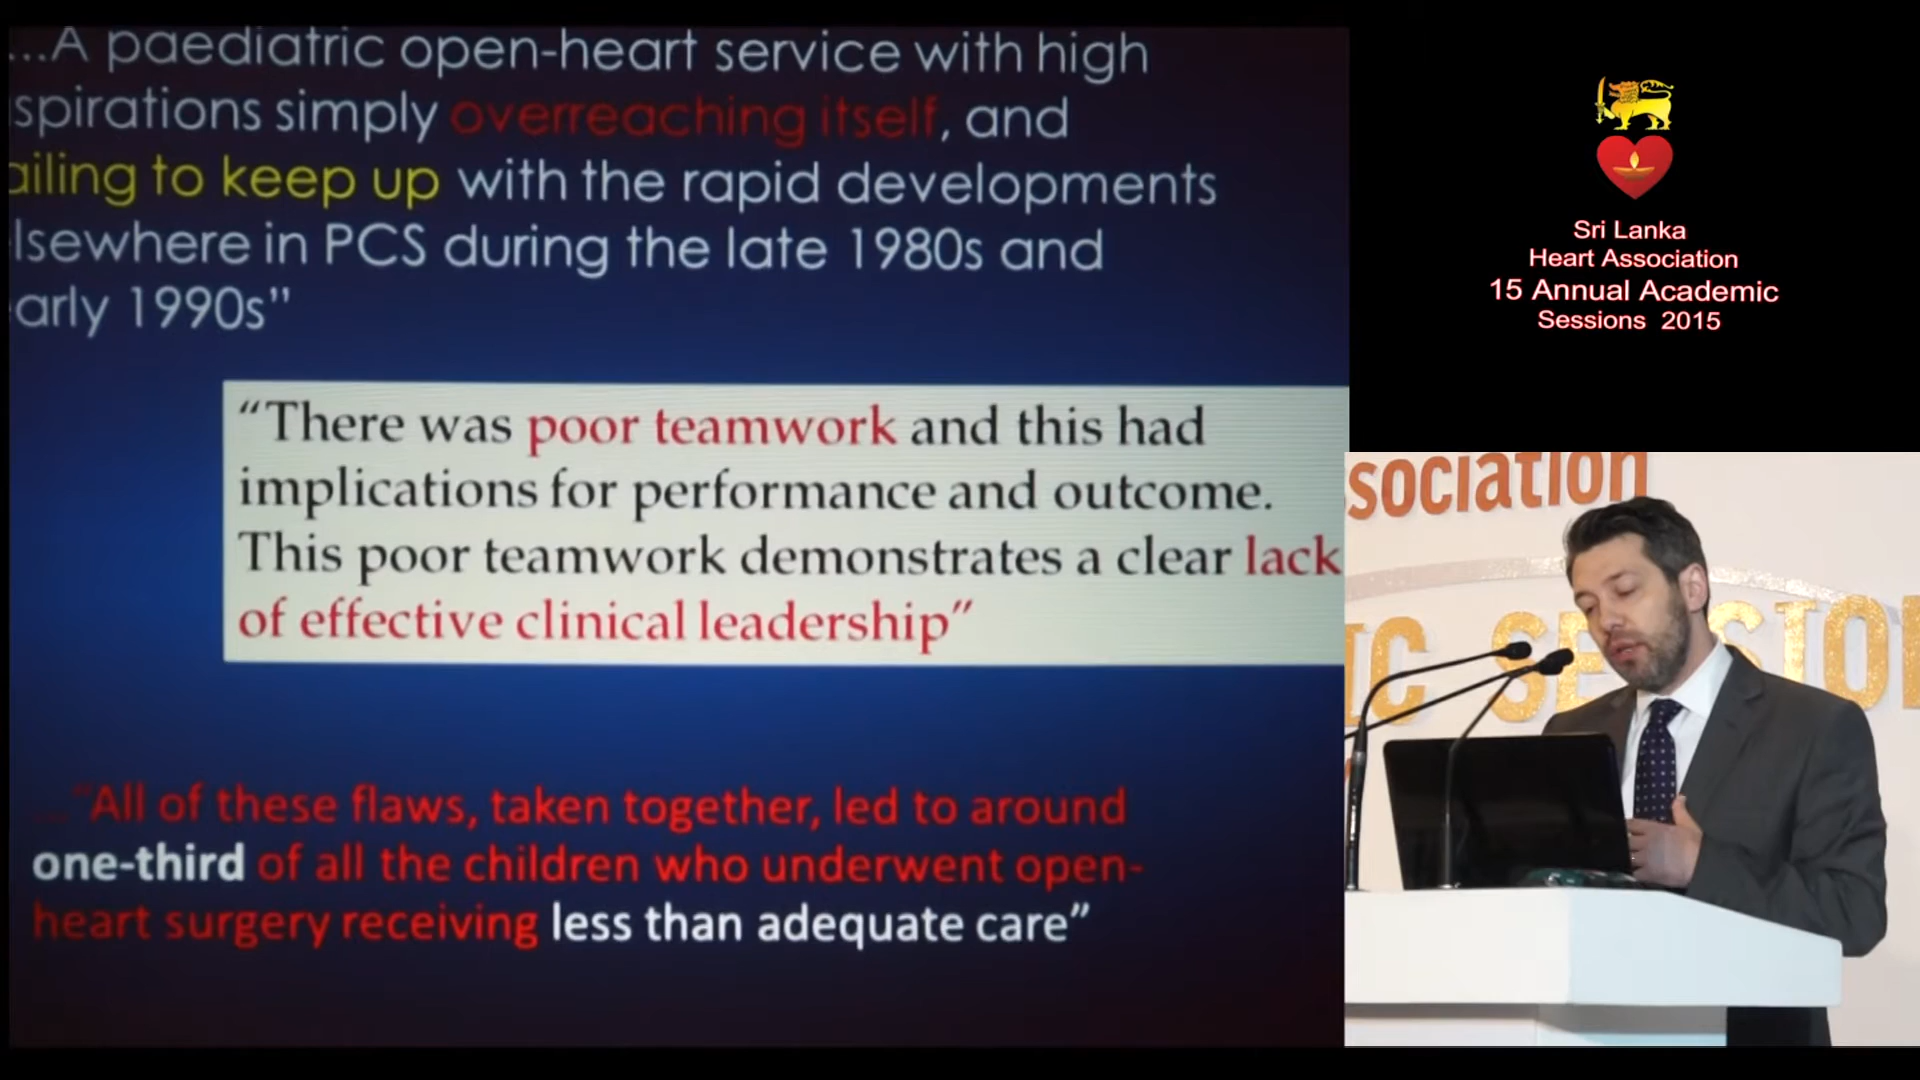 ...A paediatric open-heart service with high
spirations simply overreaching itself, and
ailing to keep up with the rapid developments
lsewhere in PCS during the late 1980s and
arly 1990s”
“There was poor teamwork and this had
implications for performance and outcome.
This poor teamwork demonstrates a clear lack
of effective clinical leadership”
...“All of these flaws, taken together, led to around
one-third of all the children who underwent open-
heart surgery receiving less than adequate care”
Sri Lanka
Heart Association
15 Annual Academic
Sessions 2015
sociation
IC SESSION